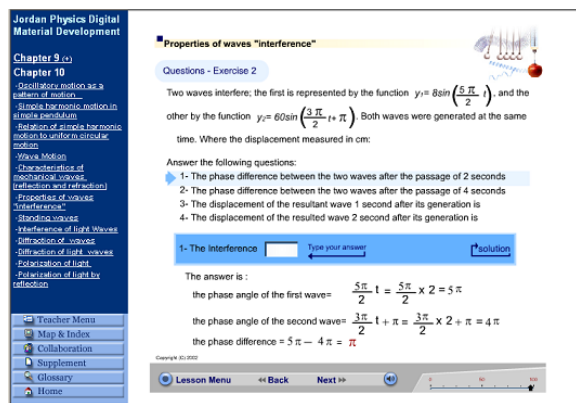 Jordan Physics Digital
Material Development
Chapter 9 (+)
Chapter 10
-Oscillatory motion as a
pattern of motion
-Simple harmonic motion in
simple pendulum
-Relation of simple harmonic
motion to uniform circular
motion
-Wave Motion
-Characteristics of
mechanical waves
(reflection and refraction)
-Properties of waves
"interference"
-Standing waves
-Interference of light Waves
-Diffraction of waves
-Diffraction of light waves
-Polarization of light
-Polarization of light by
reflection
Teacher Menu
Map & Index
Collaboration
Supplement
Glossary
Home
Properties of waves "interference"
Questions - Exercise 2
Two waves interfere; the first is represented by the function y₁= 8sin(5π/2 t), and the
other by the function y₂= 60sin(3π/2 t+ π). Both waves were generated at the same
time. Where the displacement measured in cm:
Answer the following questions:
1- The phase difference between the two waves after the passage of 2 seconds
2- The phase difference between the two waves after the passage of 4 seconds
3- The displacement of the resultant wave 1 second after its generation is
4- The displacement of the resulted wave 2 second after its generation is
1- The Interference Type your answer solution
The answer is :
the phase angle of the first wave= 5π/2 t = 5π/2 x 2 = 5π
the phase angle of the second wave= 3π/2 t + π = 3π/2 x 2 + π = 4π
the phase difference = 5π – 4π = π
Copyright (C) 2002
Lesson Menu Back Next